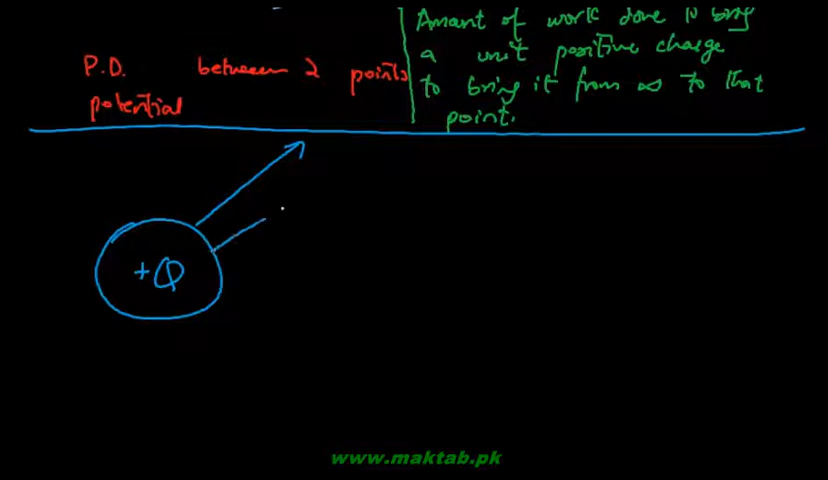 Amant of work done to bring
a unit positive charge
to bring it from ∞ to that
point.
P.D. between 2 points
potential
+Q
www.maktab.pk